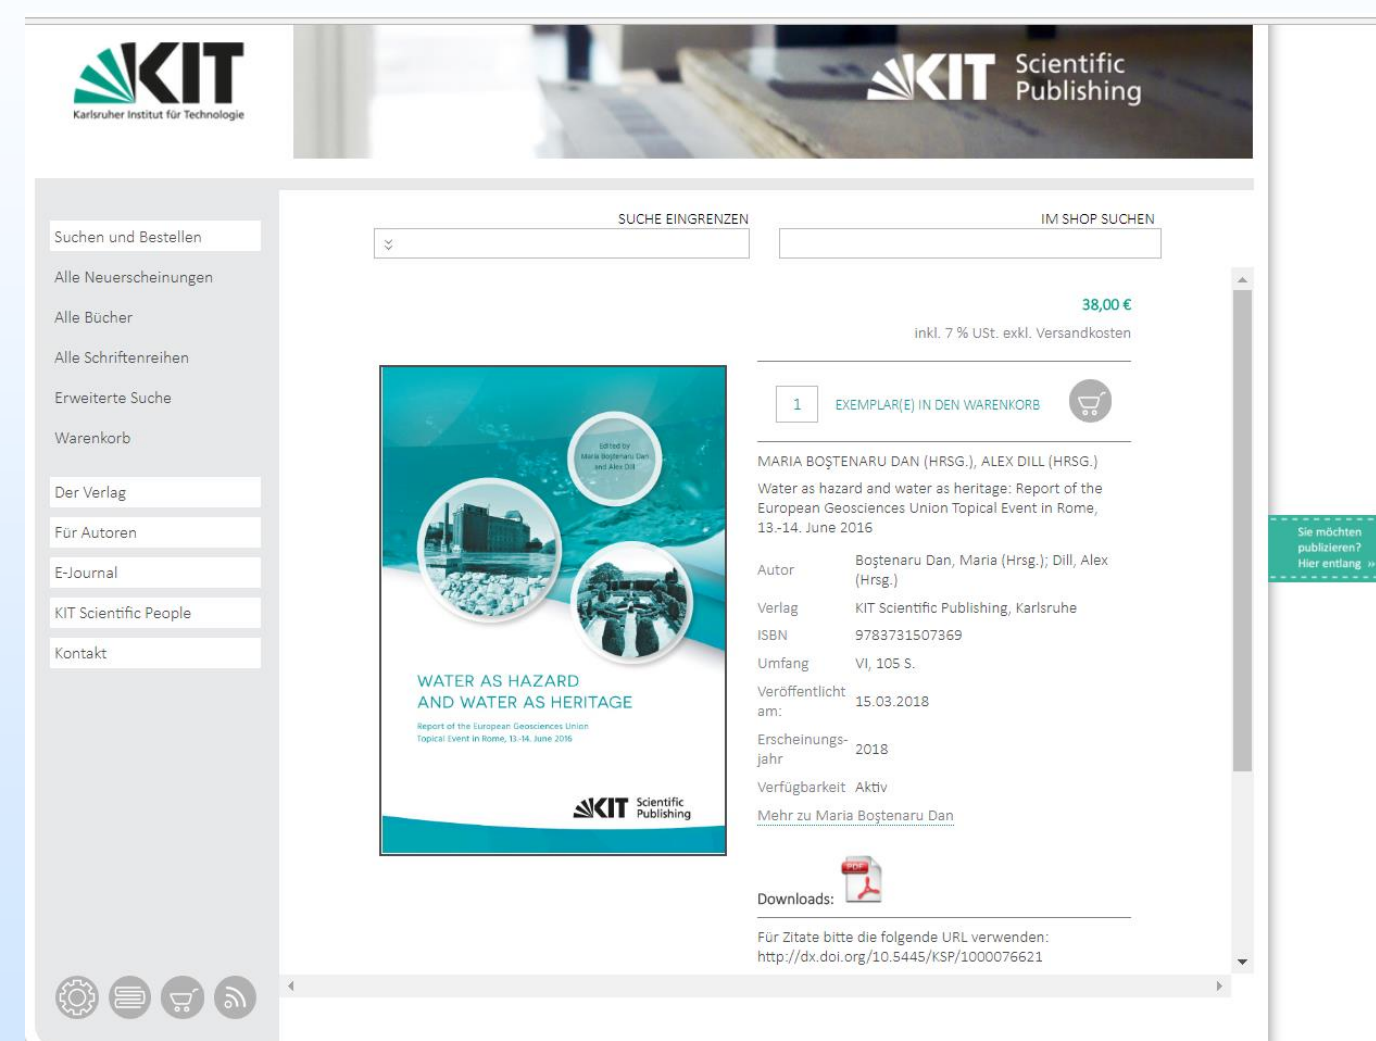 KIT
Karlsruher Institut für Technologie
KIT Scientific
Publishing
Suchen und Bestellen
Alle Neuerscheinungen
Alle Bücher
Alle Schriftenreihen
Erweiterte Suche
Warenkorb
Der Verlag
Für Autoren
E-Journal
KIT Scientific People
Kontakt
SUCHE EINGRENZEN
IM SHOP SUCHEN
38,00 €
inkl. 7 % USt. exkl. Versandkosten
1 EXEMPLAR(E) IN DEN WARENKORB
Edited by
Maria Boştenaru Dan
and Alex Dill
WATER AS HAZARD
AND WATER AS HERITAGE
Report of the European Geosciences Union
Topical Event in Rome, 13.-14. June 2016
KIT Scientific
Publishing
MARIA BOŞTENARU DAN (HRSG.), ALEX DILL (HRSG.)
Water as hazard and water as heritage: Report of the
European Geosciences Union Topical Event in Rome,
13.-14. June 2016
Autor Boştenaru Dan, Maria (Hrsg.); Dill, Alex
(Hrsg.)
Verlag KIT Scientific Publishing, Karlsruhe
ISBN 9783731507369
Umfang VI, 105 S.
Veröffentlicht
am: 15.03.2018
Erscheinungs-
jahr 2018
Verfügbarkeit Aktiv
Mehr zu Maria Boştenaru Dan
PDF
Downloads:
Für Zitate bitte die folgende URL verwenden:
http://dx.doi.org/10.5445/KSP/1000076621
Sie möchten
publizieren?
Hier entlang »